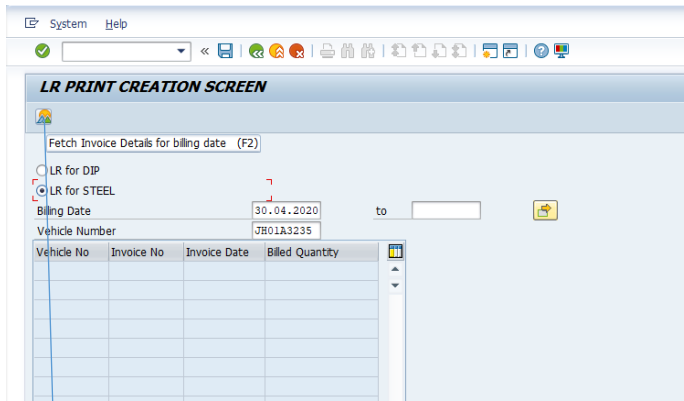 System Help
LR PRINT CREATION SCREEN
Fetch Invoice Details for billing date (F2)
LR for DIP
LR for STEEL
Biling Date 30.04.2020 to
Vehicle Number JH01A3235
Vehicle No Invoice No Invoice Date Billed Quantity